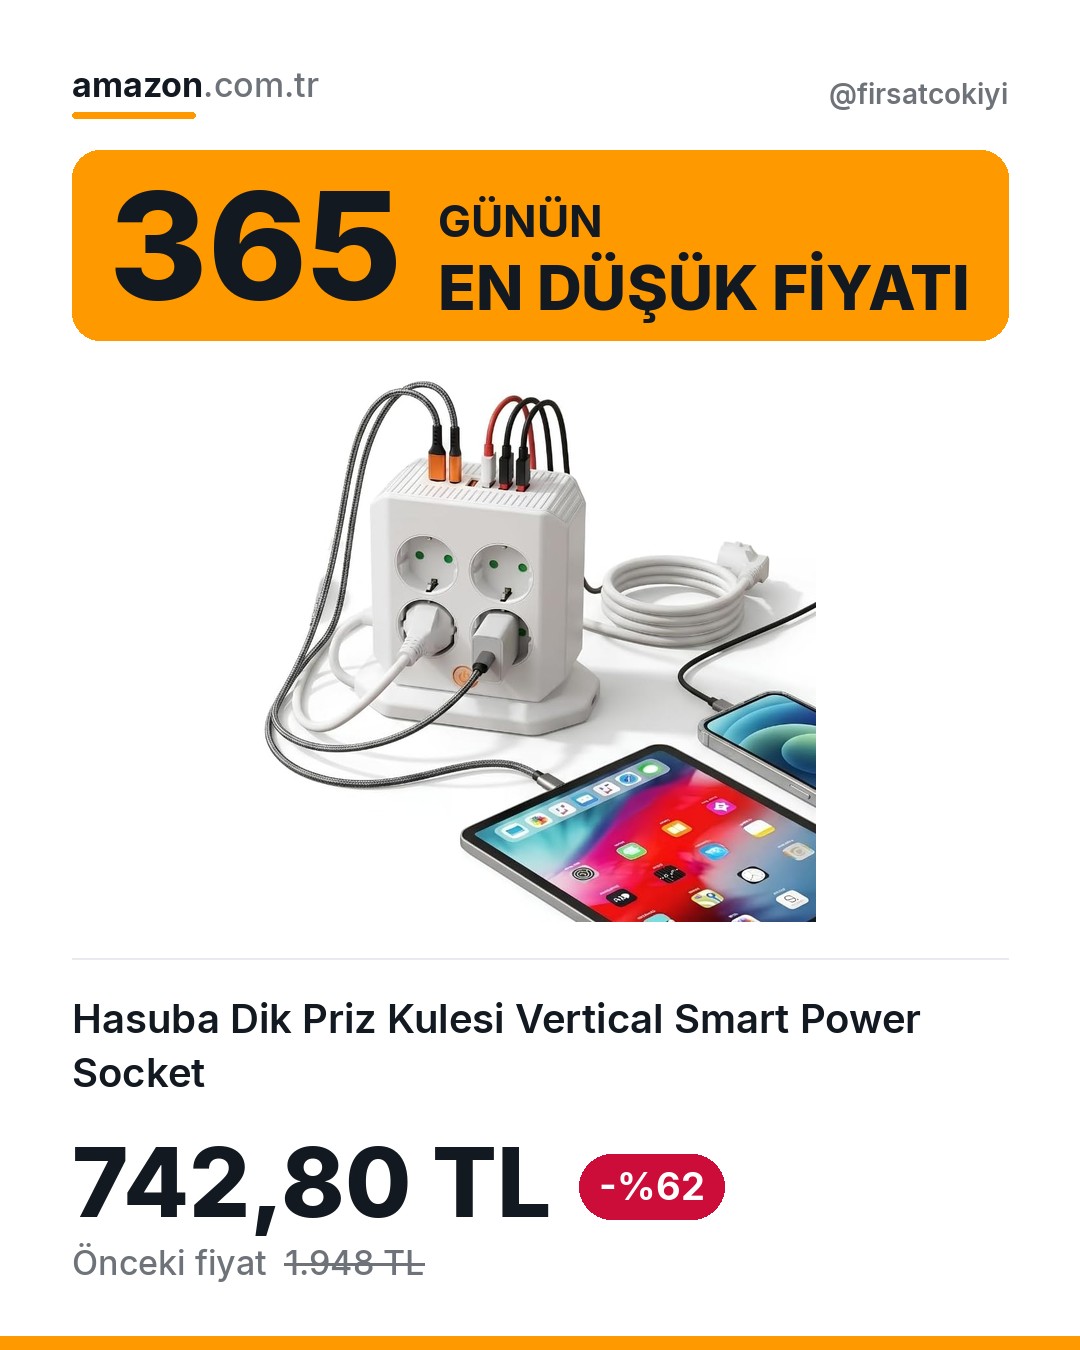 amazon.com.tr
@firsatcokiyi
365
GÜNÜN
EN DÜŞÜK FİYATI
Hasuba Dik Priz Kulesi Vertical Smart Power
Socket
742,80 TL
-%62
Önceki fiyat 1.948 TL